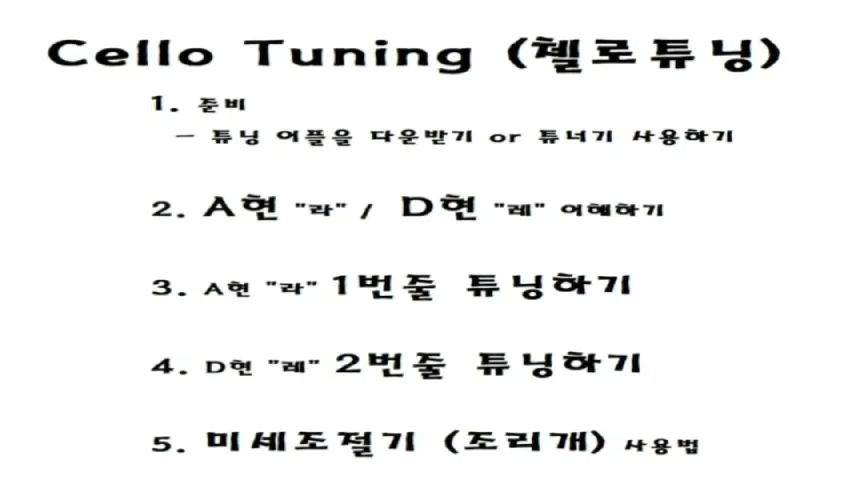 Cello Tuning (첼로튜닝)
1. 준비
- 튜닝 어플을 다운받기 or 튜너기 사용하기
2. A현 "라" / D현 "레" 이해하기
3. A현 "라" 1번줄 튜닝하기
4. D현 "레" 2번줄 튜닝하기
5. 미세조절기 (조리개) 사용법